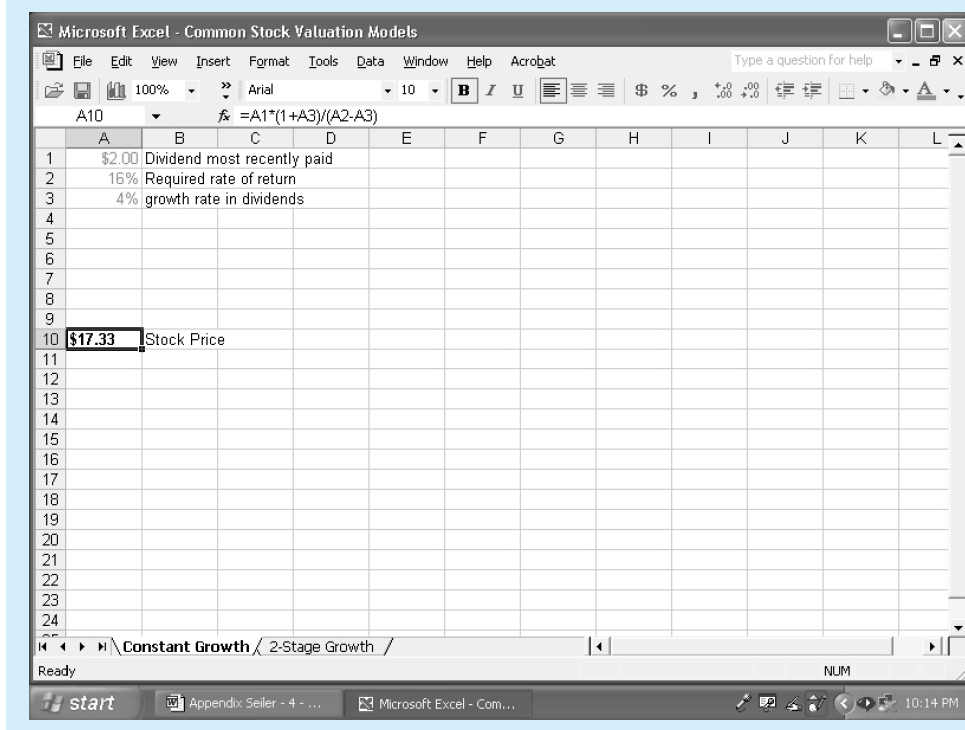 Microsoft Excel - Common Stock Valuation Models
File Edit View Insert Format Tools Data Window Help Acrobat Type a question for help
100% Arial 10 B I U $ % , .00 .00 A
A10 fx =A1*(1+A3)/(A2-A3)
A B C D E F G H I J K L
1 $2.00 Dividend most recently paid
2 16% Required rate of return
3 4% growth rate in dividends
4
5
6
7
8
9
10 $17.33 Stock Price
11
12
13
14
15
16
17
18
19
20
21
22
23
24
Constant Growth / 2-Stage Growth /
Ready NUM
start Appendix Seiler - 4 - ... Microsoft Excel - Com... 10:14 PM